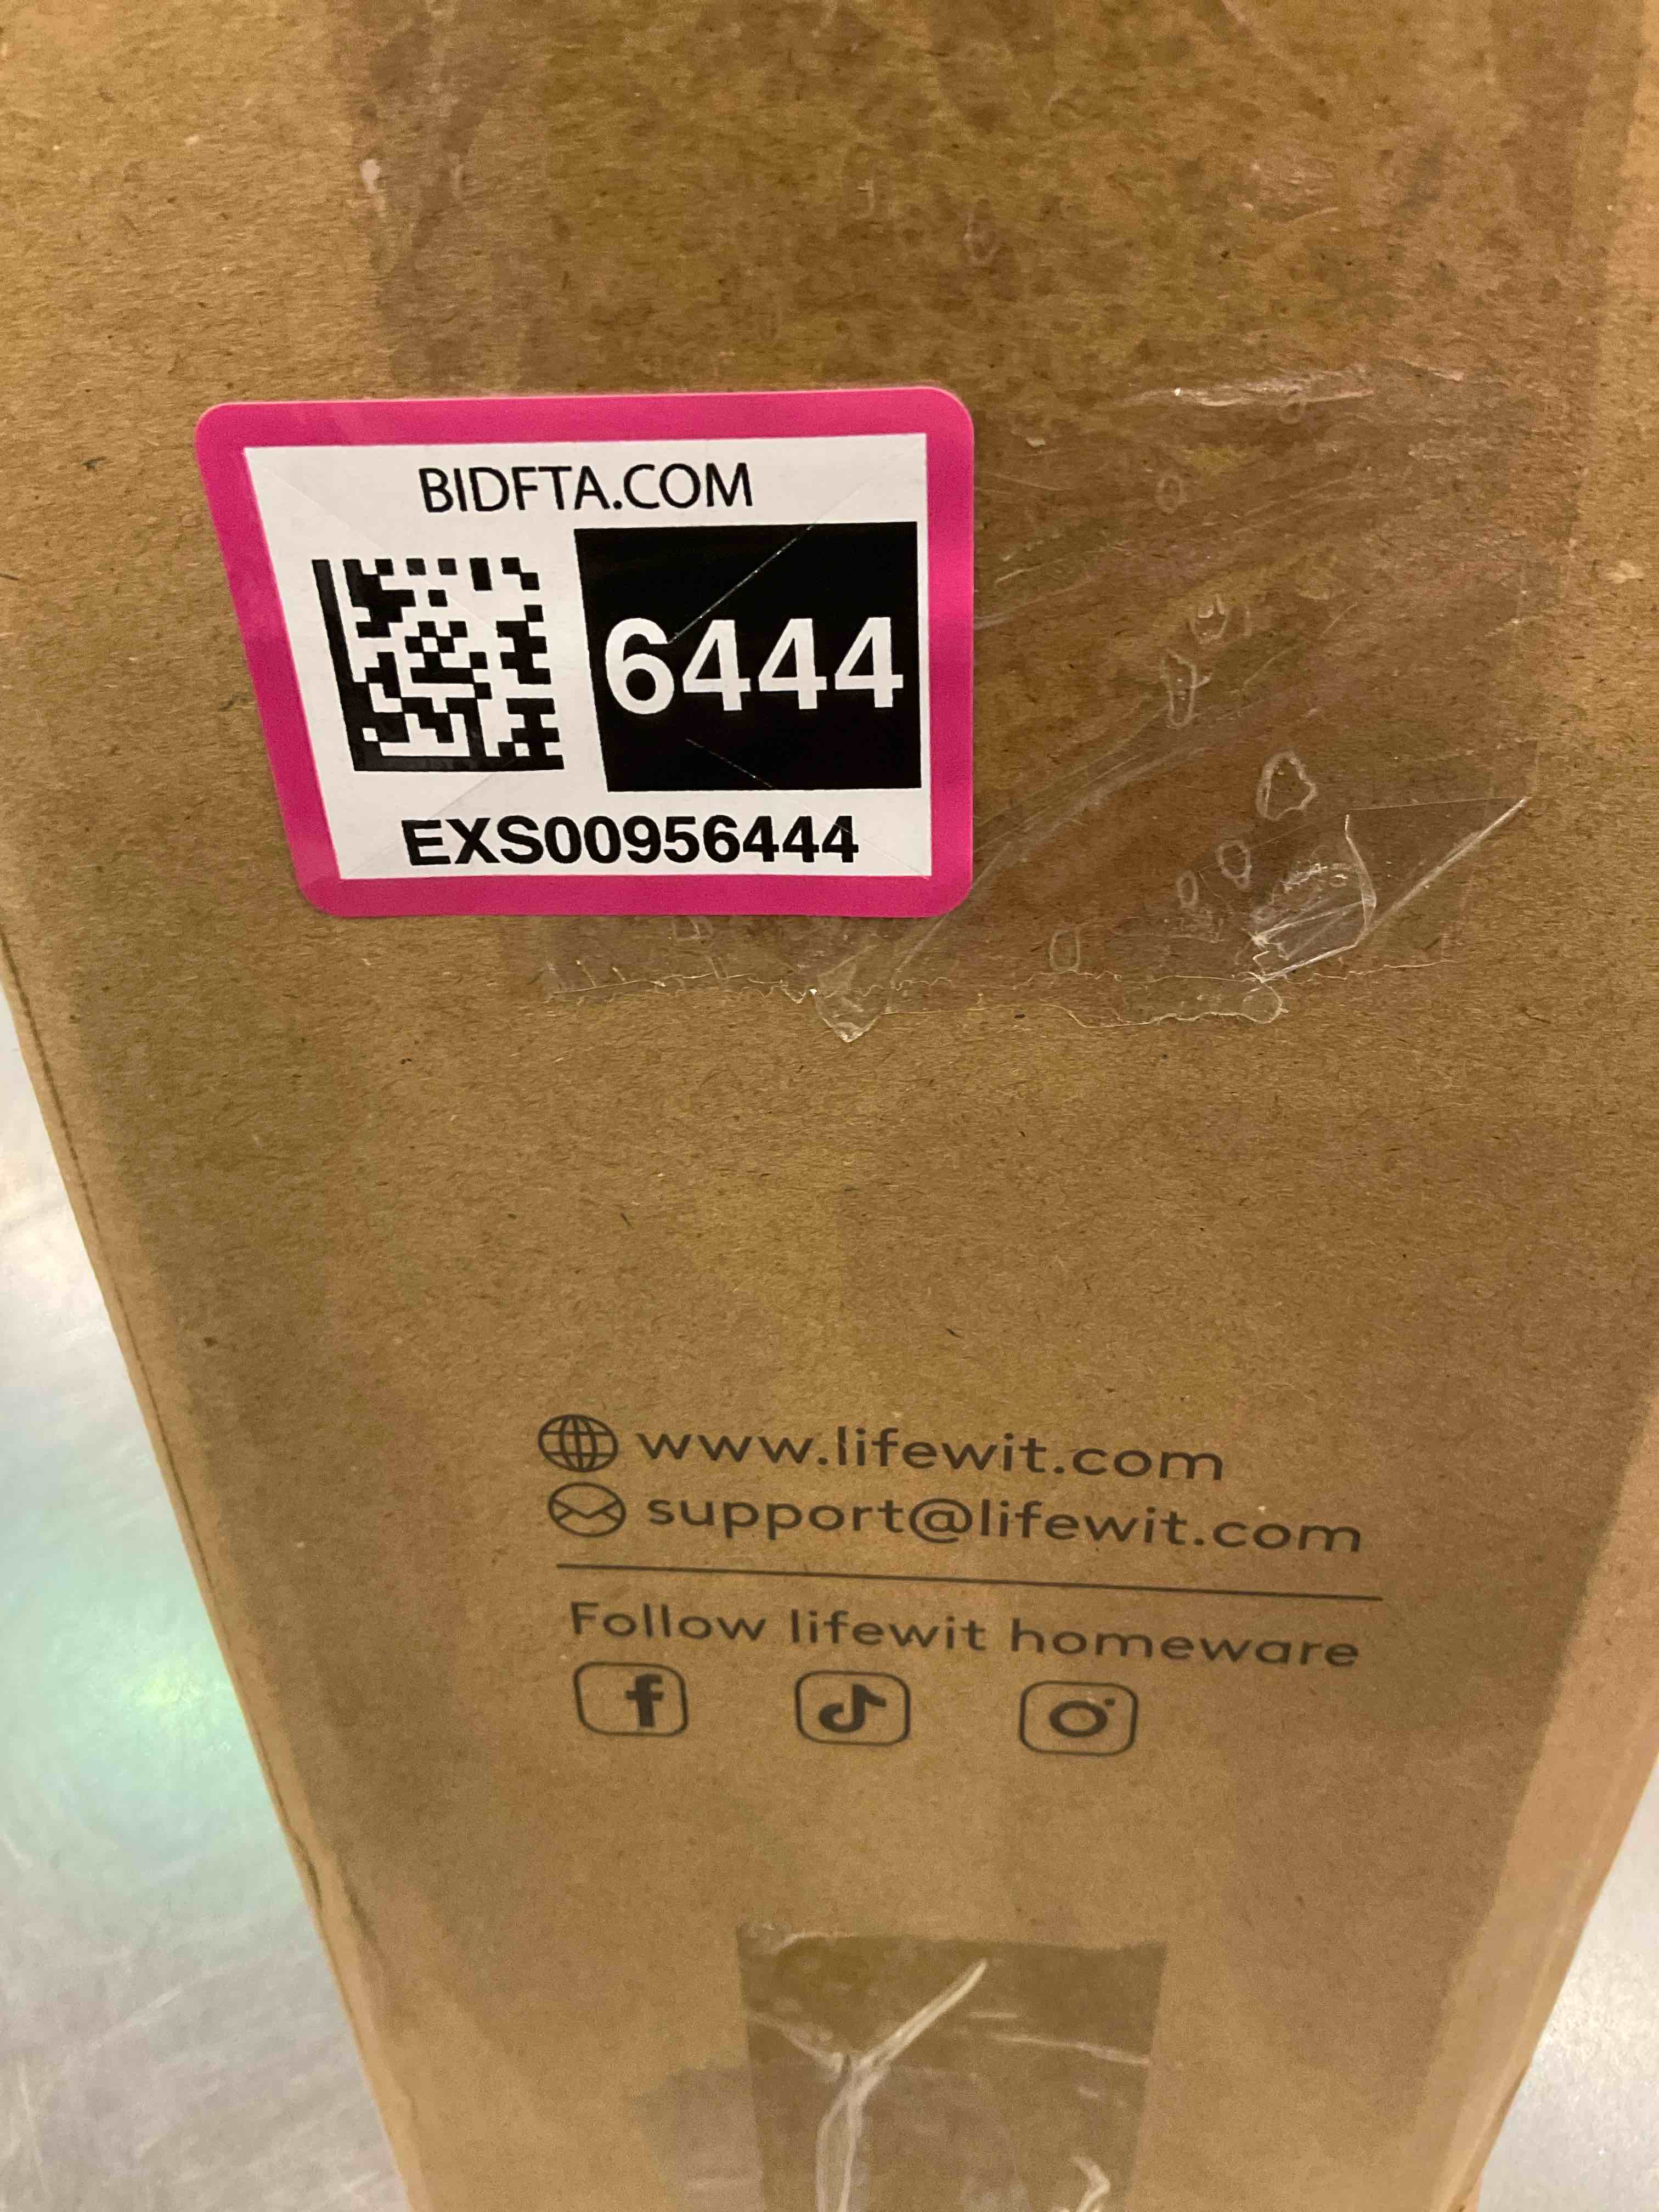 BIDFTA.COM
6444
EXS00956444
www.lifewit.com
support@lifewit.com
Follow lifewit homeware